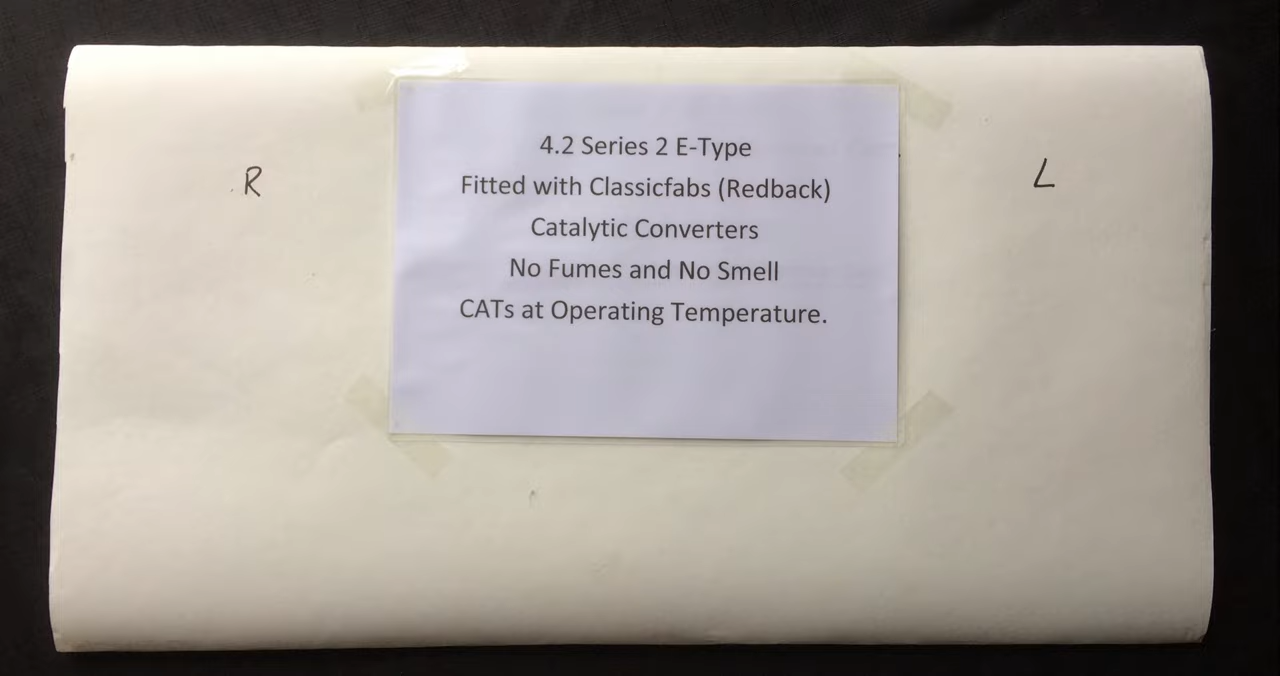 R
L
4.2 Series 2 E-Type
Fitted with Classicfabs (Redback)
Catalytic Converters
No Fumes and No Smell
CATs at Operating Temperature.